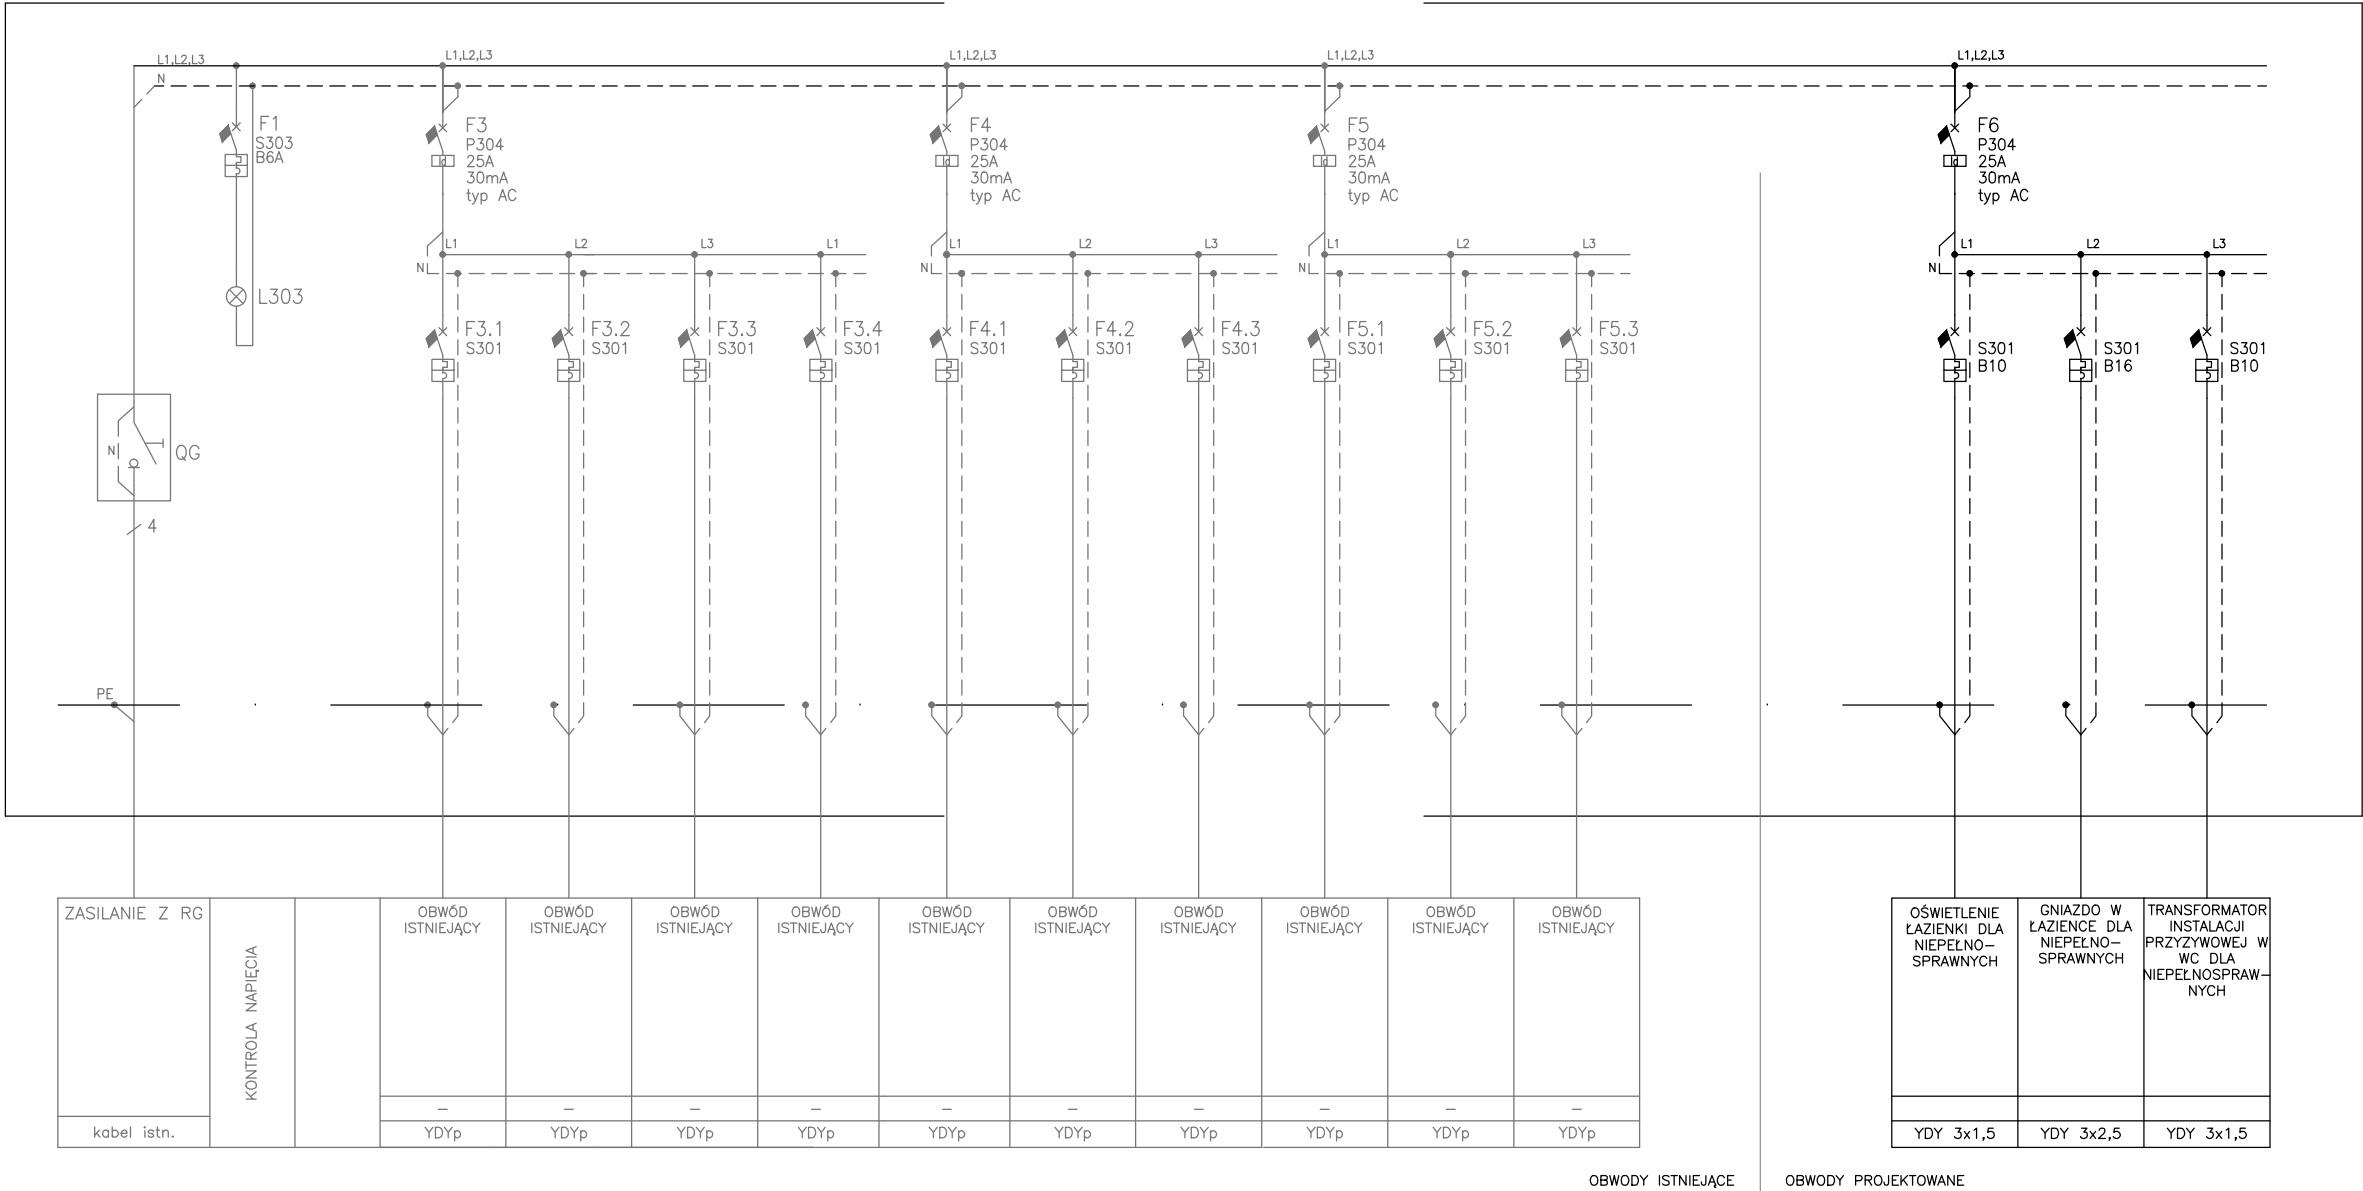 L1,L2,L3
L1,L2,L3
L1,L2,L3
L1,L2,L3
L1,L2,L3
N
F1
S303
B6A
F3
P304
25A
30mA
typ AC
F4
P304
25A
30mA
typ AC
F5
P304
25A
30mA
typ AC
F6
P304
25A
30mA
typ AC
L1
L2
L3
L1
L1
L2
L3
L1
L2
L3
L1
L2
L3
N
N
N
N
L303
F3.1
S301
F3.2
S301
F3.3
S301
F3.4
S301
F4.1
S301
F4.2
S301
F4.3
S301
F5.1
S301
F5.2
S301
F5.3
S301
S301
B10
S301
B16
S301
B10
N
QG
4
PE
ZASILANIE Z RG
kabel istn.
KONTROLA NAPIĘCIA
OBWÓD
ISTNIEJĄCY
–
YDYp
OBWÓD
ISTNIEJĄCY
–
YDYp
OBWÓD
ISTNIEJĄCY
–
YDYp
OBWÓD
ISTNIEJĄCY
–
YDYp
OBWÓD
ISTNIEJĄCY
–
YDYp
OBWÓD
ISTNIEJĄCY
–
YDYp
OBWÓD
ISTNIEJĄCY
–
YDYp
OBWÓD
ISTNIEJĄCY
–
YDYp
OBWÓD
ISTNIEJĄCY
–
YDYp
OBWÓD
ISTNIEJĄCY
–
YDYp
OŚWIETLENIE
ŁAZIENKI DLA
NIEPEŁNO–
SPRAWNYCH
YDY 3x1,5
GNIAZDO W
ŁAZIENCE DLA
NIEPEŁNO–
SPRAWNYCH
YDY 3x2,5
TRANSFORMATOR
INSTALACJI
PRZYZYWOWEJ W
WC DLA
NIEPEŁNOSPRAW–
NYCH
YDY 3x1,5
OBWODY ISTNIEJĄCE
OBWODY PROJEKTOWANE